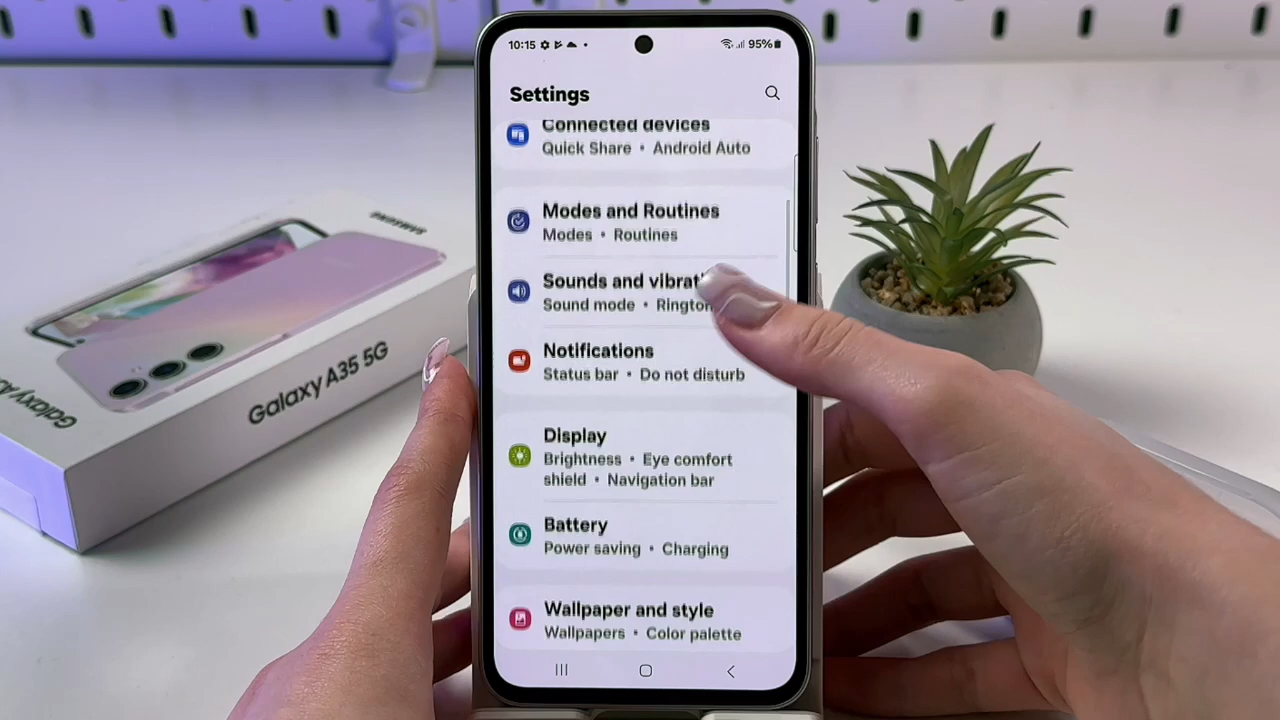 10:15
95%
Settings
Connected devices
Quick Share • Android Auto
Modes and Routines
Modes • Routines
Sounds and
Sound mode •
Notifications
Status bar • Do not disturb
Display
Brightness • Eye comfort
shield • Navigation bar
Battery
Power saving • Charging
Wallpaper and style
Wallpapers • Color palette
SAMSUNG
Galaxy A35 5G
Galaxy